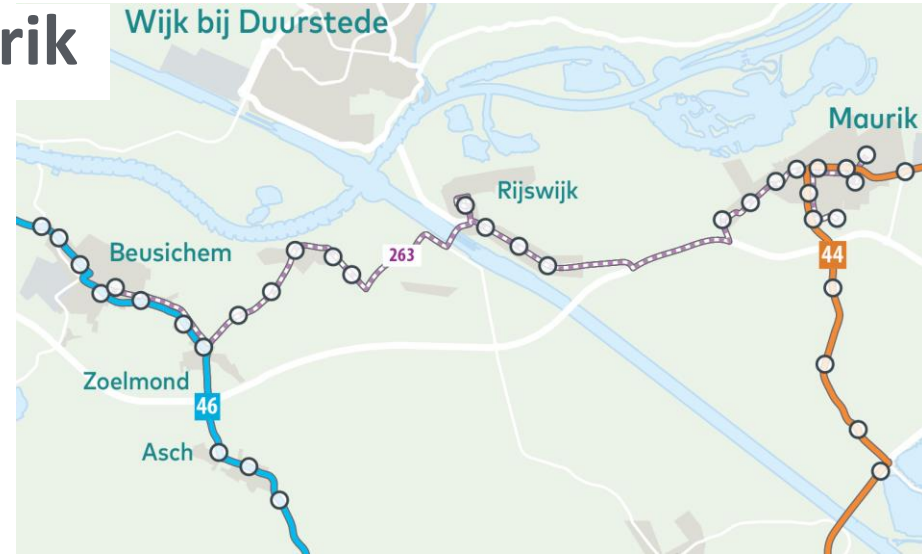 rik
Wijk bij Duurstede
Maurik
Rijswijk
Beusichem
263
44
Zoelmond
46
Asch